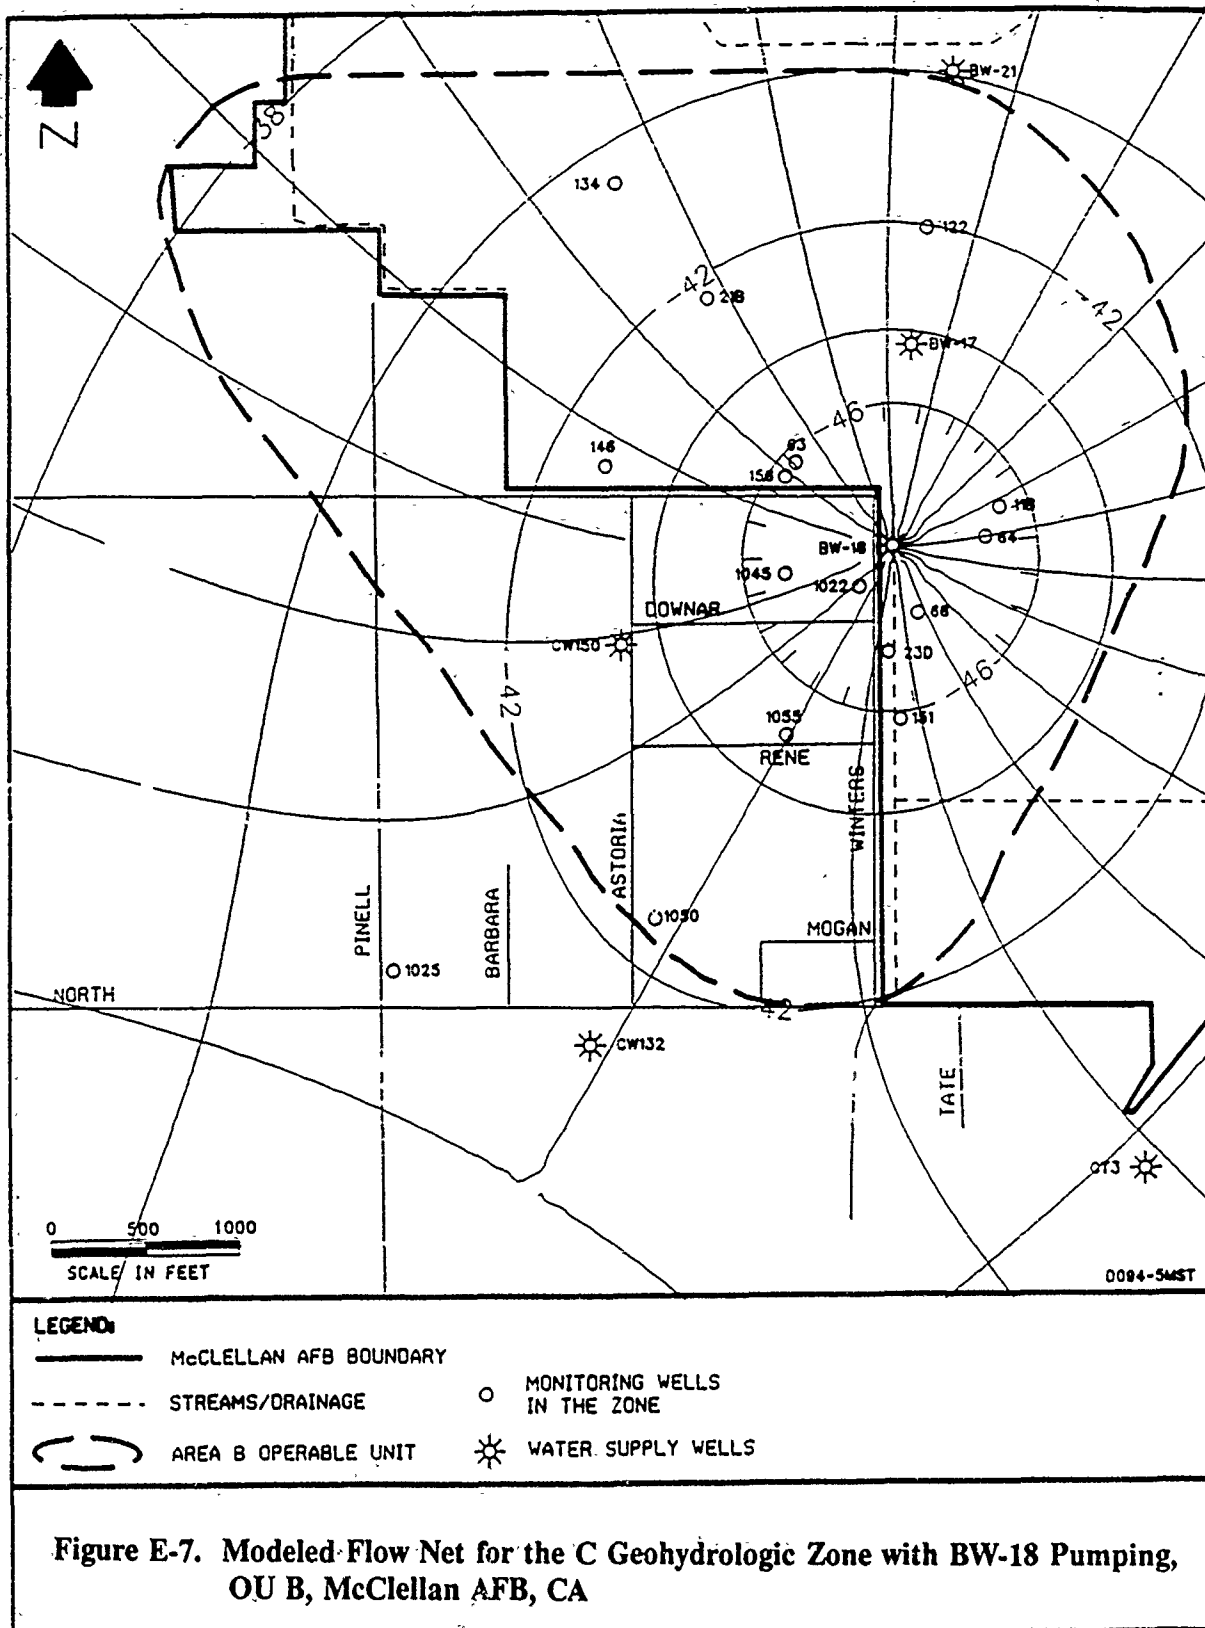 Z
38
BW-21
134
122
-42
218
-42
BW-17
-46
93
146
158
118
64
BW-18
1045
1022
DOWNAR
66
CW150
23D
-46
-42
151
1055
RENE
WINTERS
ASTORIA
PINELL
BARBARA
1050
MOGAN
1025
NORTH
42
CW132
TATE
CT3
0 500 1000
SCALE IN FEET
0094-5MST
LEGEND:
McCLELLAN AFB BOUNDARY
STREAMS/DRAINAGE
MONITORING WELLS
IN THE ZONE
AREA B OPERABLE UNIT
WATER SUPPLY WELLS
Figure E-7. Modeled Flow Net for the C Geohydrologic Zone with BW-18 Pumping,
OU B, McClellan AFB, CA